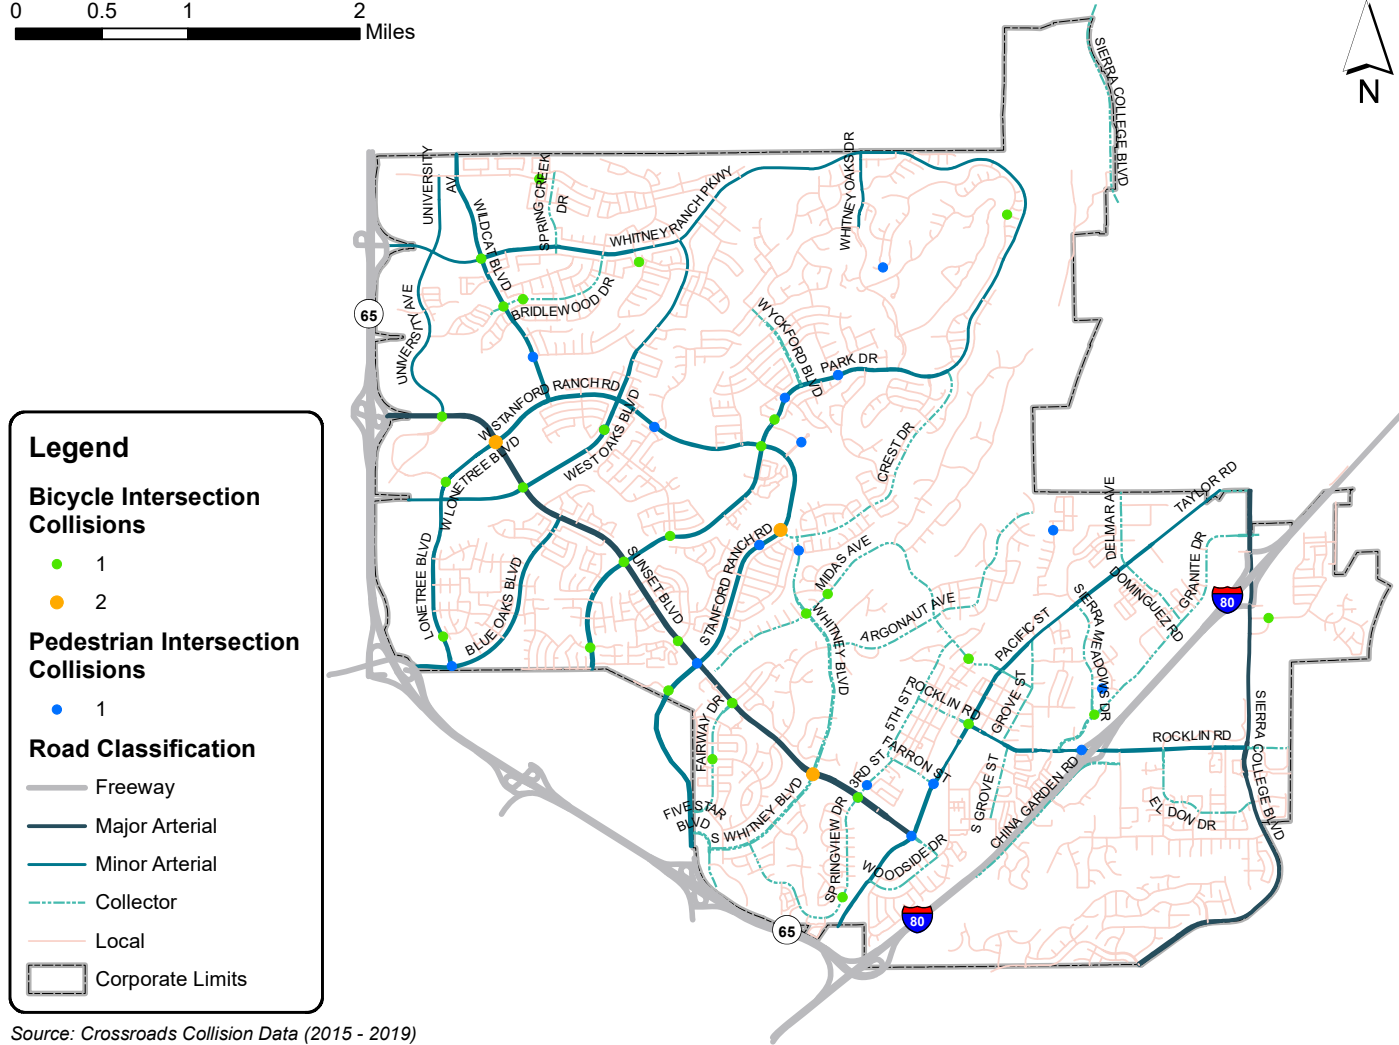 0 0.5 1 2
Miles
N
SIERRA COLLEGE BLVD
UNIVERSITY
AV
WILDCAT BLVD
SPRING CREEK
DR
WHITNEY RANCH PKWY
WHITNEY OAKS DR
BRIDLEWOOD DR
UNIVERSITY AVE
65
WYCKFORD BLVD
PARK DR
W STANFORD RANCH RD
W LONETREE BLVD
WEST OAKS BLVD
CREST DR
LONETREE BLVD
BLUE OAKS BLVD
SUNSET BLVD
STANFORD RANCH RD
MIDAS AVE
WHITNEY BLVD
ARGONAUT AVE
DELMAR AVE
TAYLOR RD
DOMINGUEZ RD
GRANITE DR
SIERRA MEADOWS DR
PACIFIC ST
80
ROCKLIN RD
GROVE ST
5TH ST
FARRON ST
3RD ST
FAIRWAY DR
FIVE STAR
BLVD
S WHITNEY BLVD
SPRINGVIEW DR
WOODSIDE DR
S GROVE ST
CHINA GARDEN RD
ROCKLIN RD
EL DON DR
SIERRA COLLEGE BLVD
65
80
Legend
Bicycle Intersection
Collisions
1
2
Pedestrian Intersection
Collisions
1
Road Classification
Freeway
Major Arterial
Minor Arterial
Collector
Local
Corporate Limits
Source: Crossroads Collision Data (2015 - 2019)